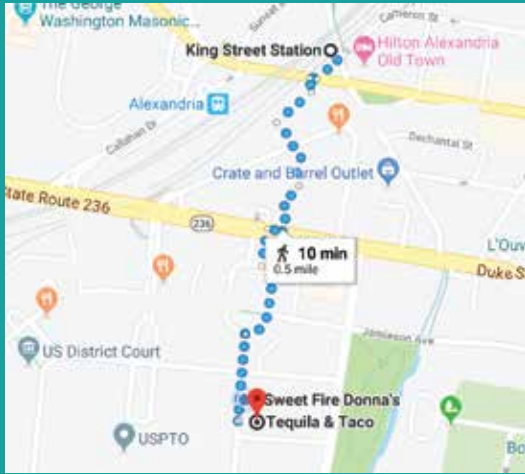 The George
Washington Masonic...
Sunset
Cameron St
King Street Station
Hilton Alexandria
Old Town
Alexandria
Callahan Dr
Dechantal St
Crate and Barrel Outlet
State Route 236
236
L'Ouv
10 min
0.5 mile
Duke S
Jamieson Ave
US District Court
Sweet Fire Donna's
Tequila & Taco
USPTO